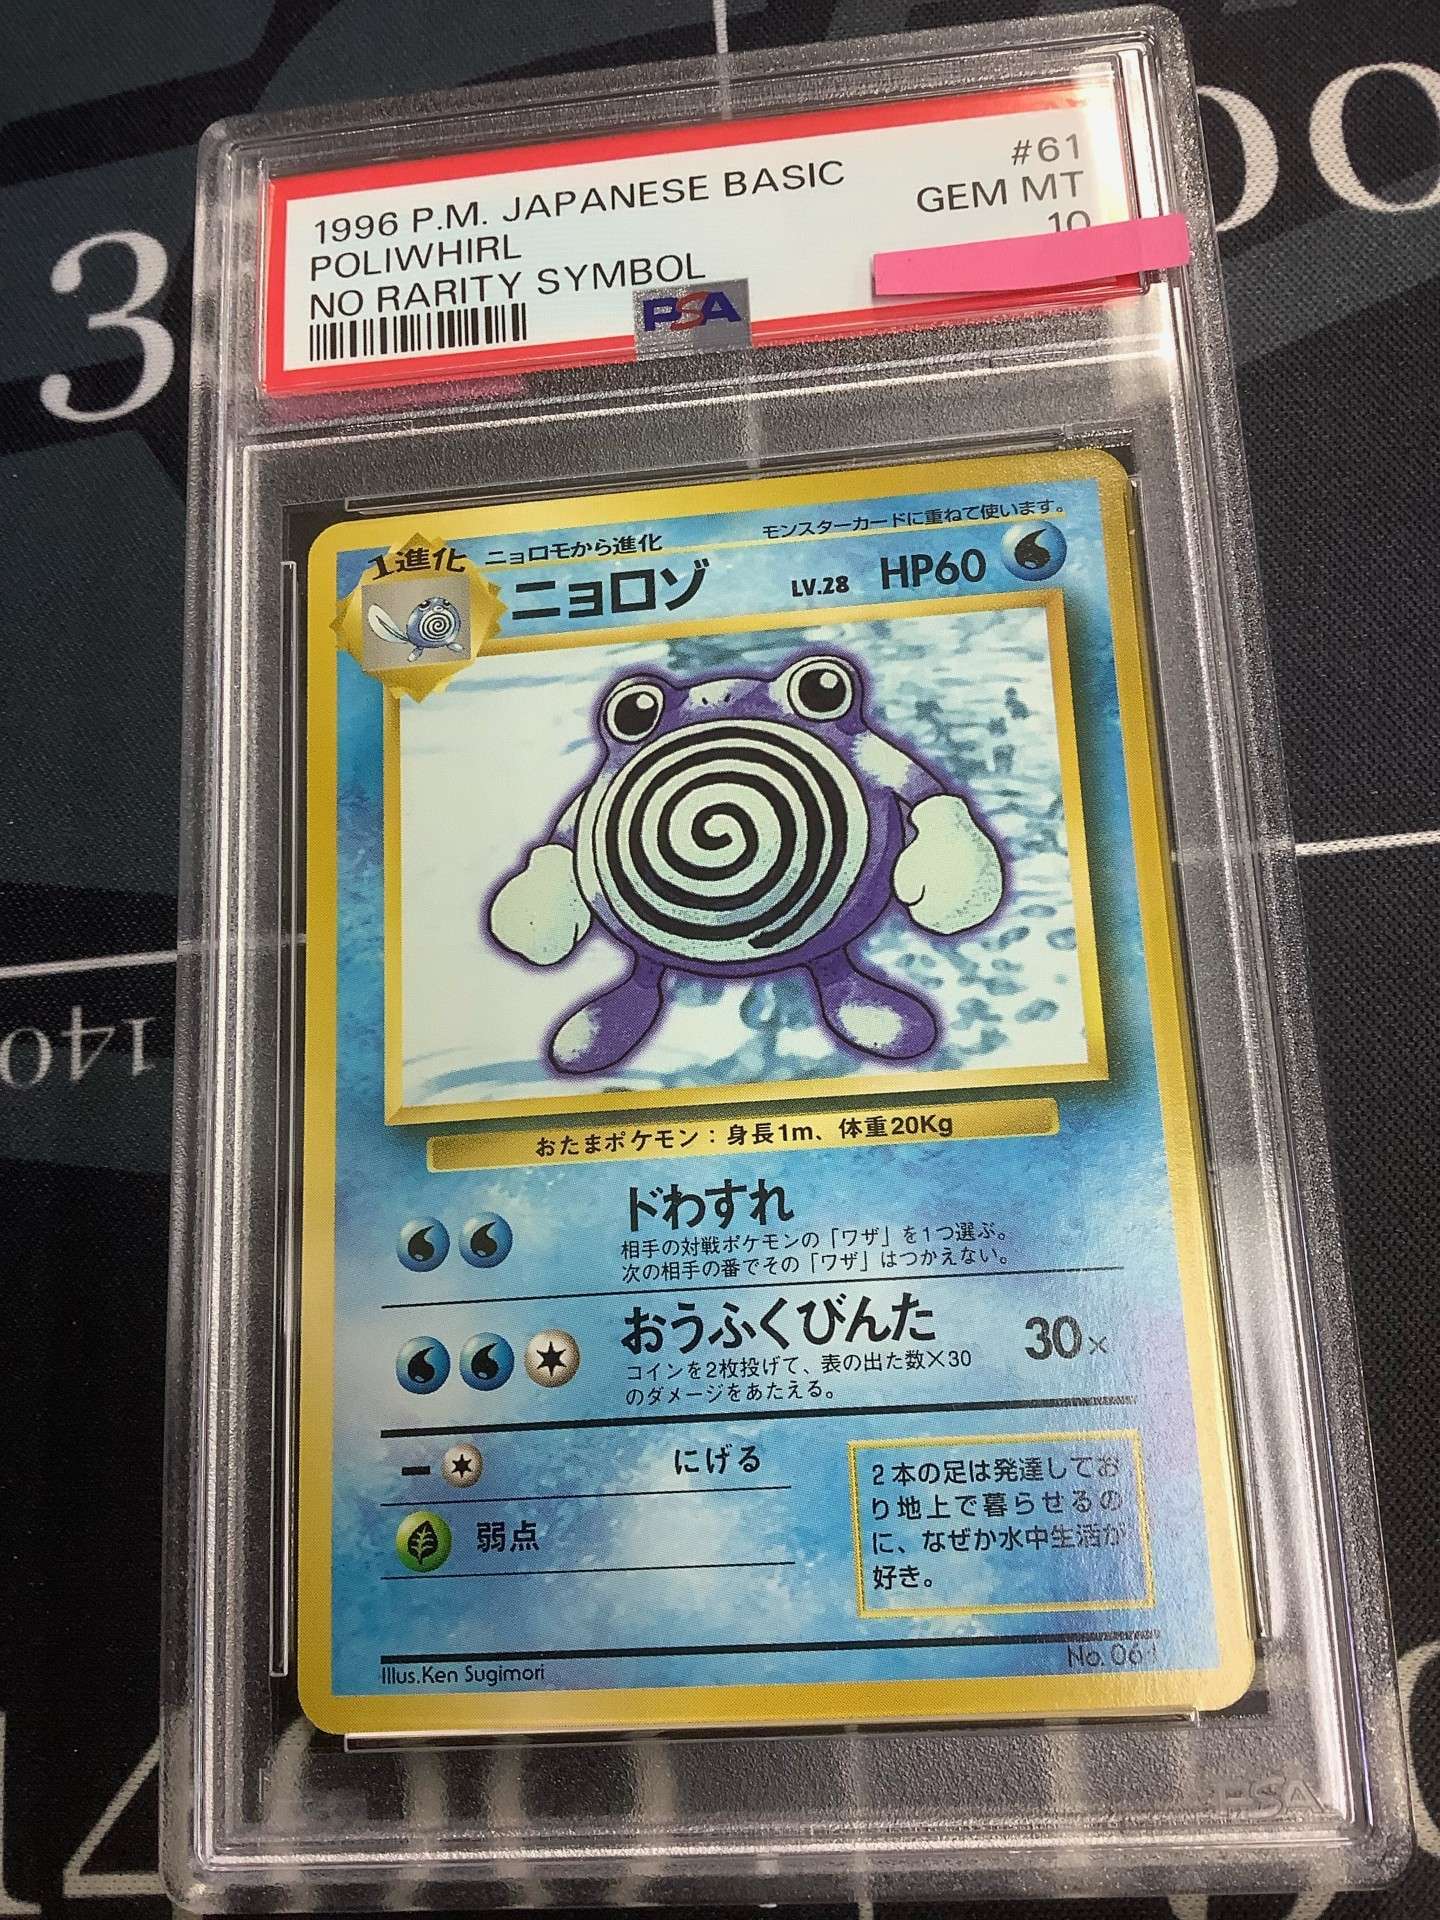 1996 P.M. JAPANESE BASIC #61
POLIWHIRL GEM MT
NO RARITY SYMBOL 10
PSA
1進化
ニョロモから進化
モンスターカードに重ねて使います。
ニョロゾ LV.28 HP60
おたまポケモン:身長1m、体重20Kg
ドわすれ
相手の対戦ポケモンの「ワザ」を1つ選ぶ。
次の相手の番でその「ワザ」はつかえない。
おうふくびんた 30×
コインを2枚投げて、表の出た数×30
のダメージをあたえる。
にげる
弱点
2本の足は発達してお
り地上で暮らせるの
に、なぜか水中生活が
好き。
Illus.Ken Sugimori No.061
PSA
3
140